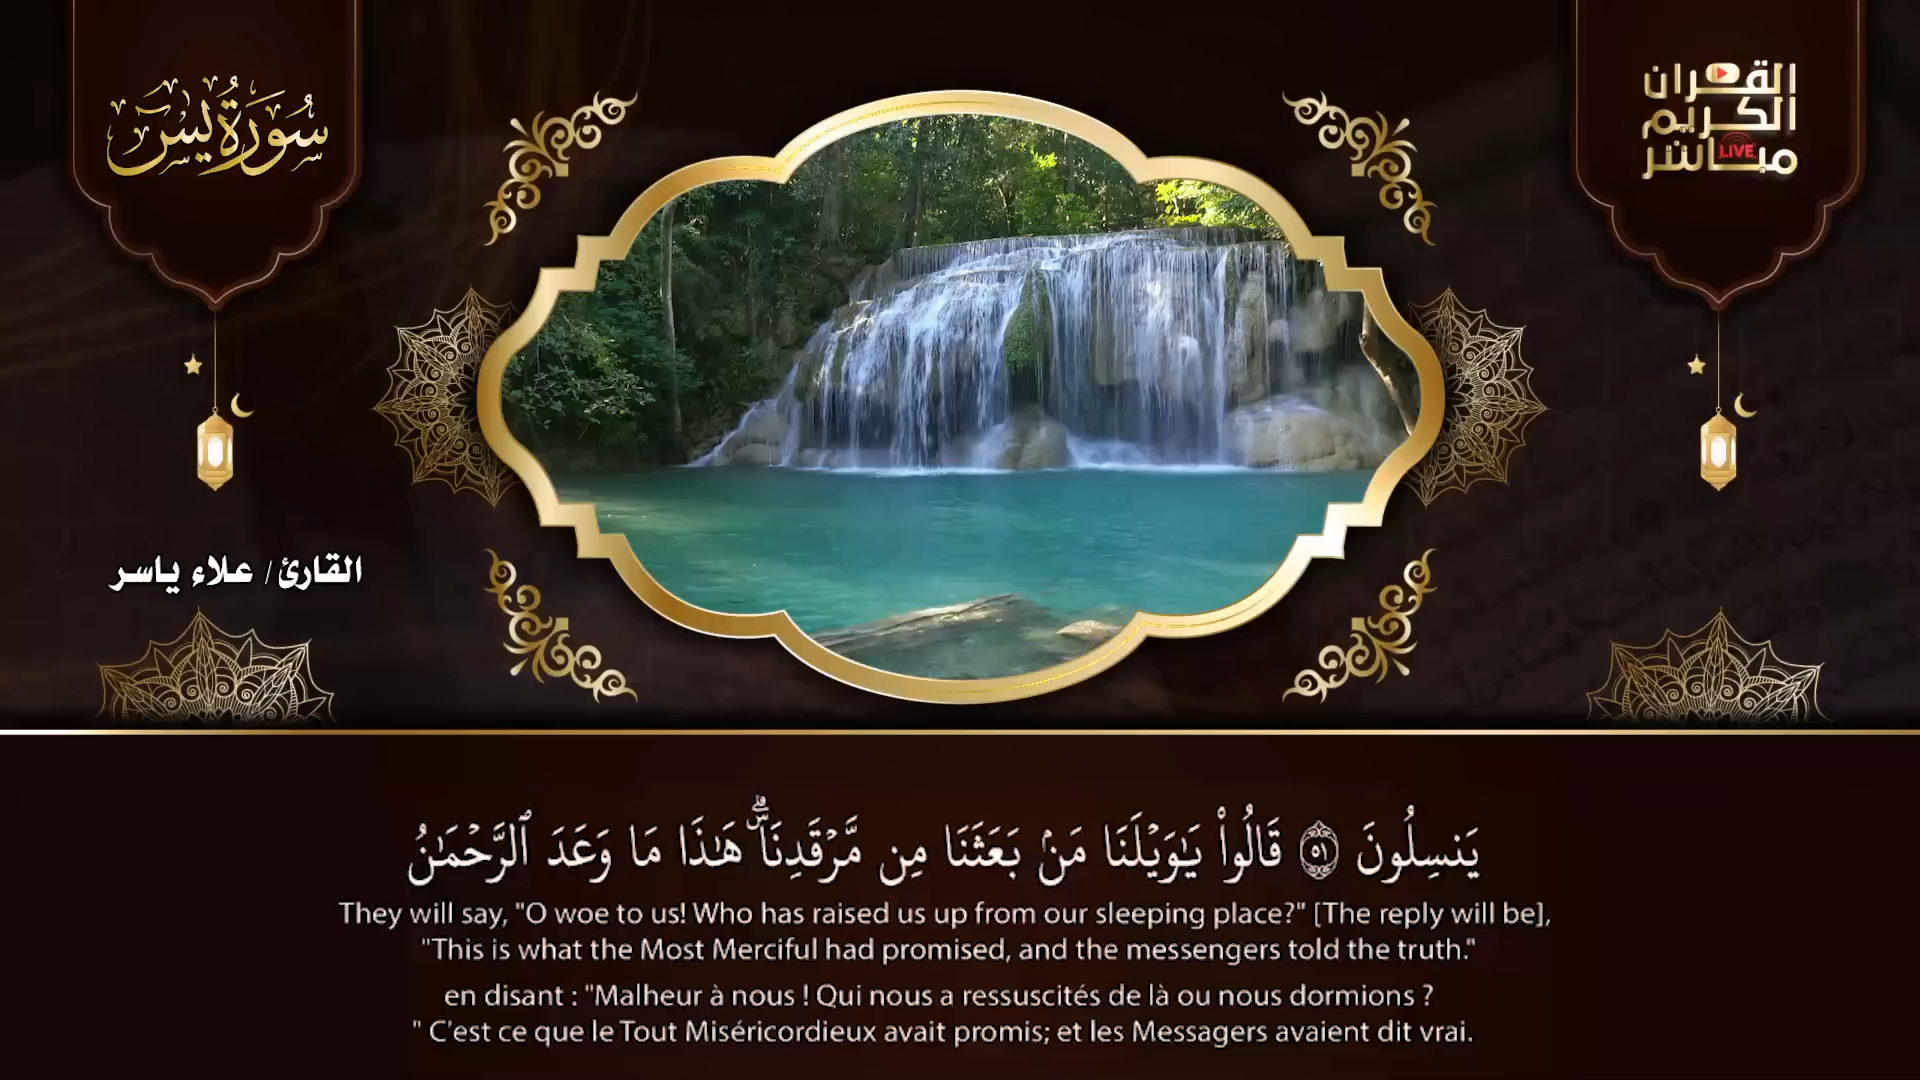 سُورَةُ يسٓ
القرآن
الكريم
مباشر
LIVE
القارئ / علاء ياسر
يَنسِلُونَ ٥١ قَالُوا۟ يَـٰوَيْلَنَا مَنۢ بَعَثَنَا مِن مَّرْقَدِنَا ۜ ۗ هَـٰذَا مَا وَعَدَ ٱلرَّحْمَـٰنُ
They will say, "O woe to us! Who has raised us up from our sleeping place?" [The reply will be],
"This is what the Most Merciful had promised, and the messengers told the truth."
en disant : "Malheur à nous ! Qui nous a ressuscités de là ou nous dormions ?
" C'est ce que le Tout Miséricordieux avait promis; et les Messagers avaient dit vrai.